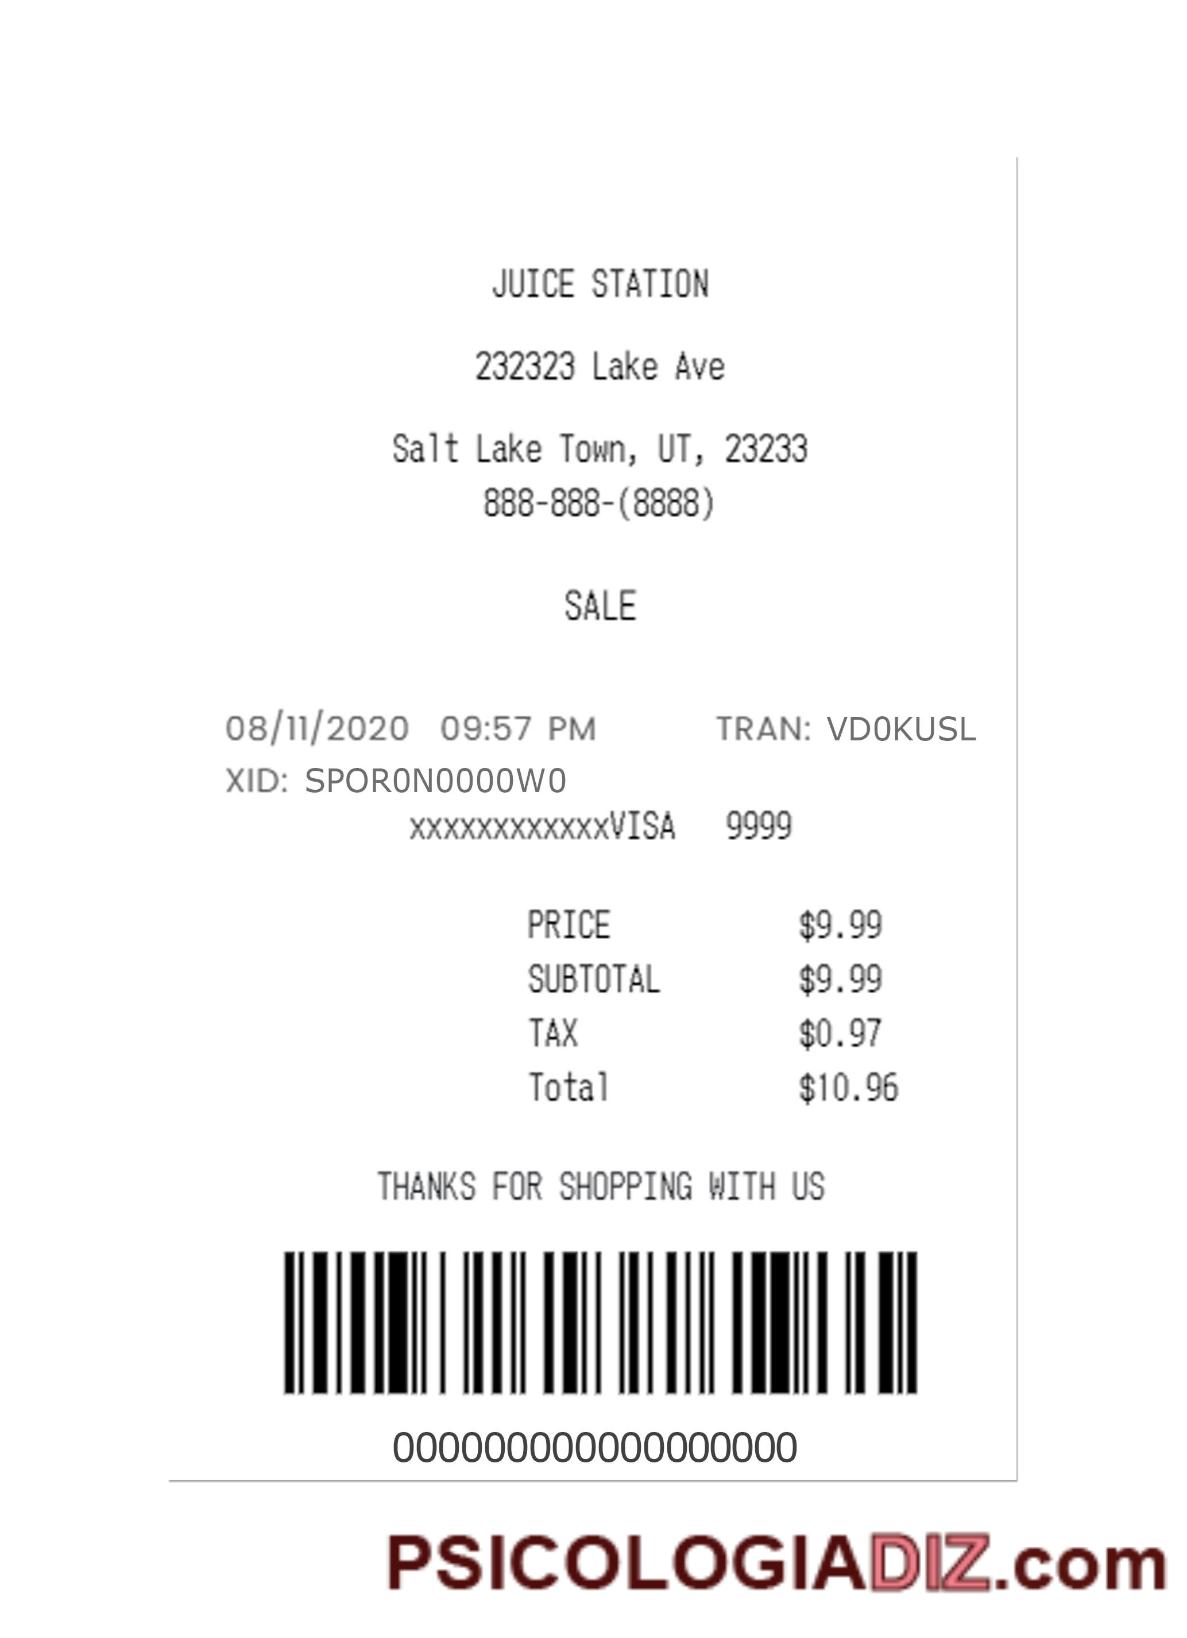 JUICE STATION
232323 Lake Ave
Salt Lake Town, UT, 23233
888-888-(8888)
SALE
08/11/2020 09:57 PM TRAN: VD0KUSL
XID: SPOR0N0000W0
xxxxxxxxxxxxVISA 9999
PRICE $9.99
SUBTOTAL $9.99
TAX $0.97
Total $10.96
THANKS FOR SHOPPING WITH US
000000000000000000
PSICOLOGIADIZ.com